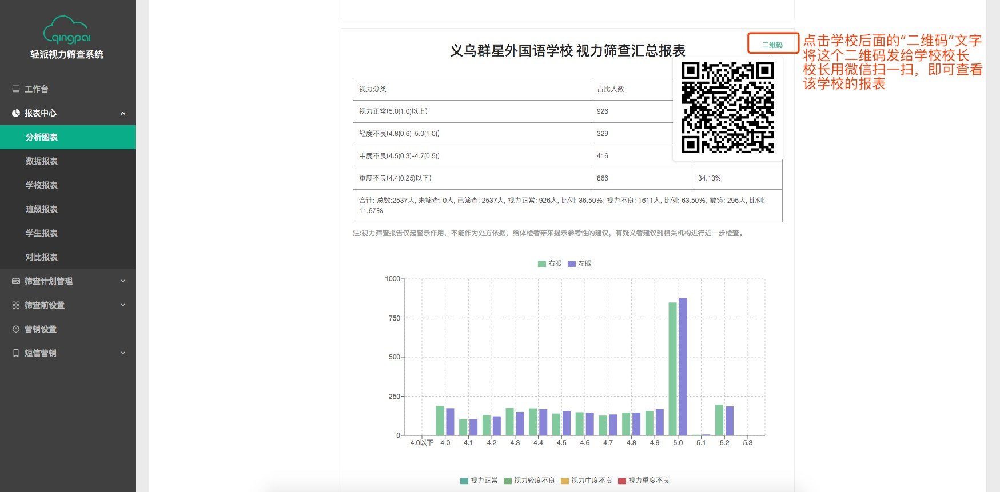 qingpai
轻派视力筛查系统
工作台
报表中心
分析图表
数据报表
学校报表
班级报表
学生报表
对比报表
筛查计划管理
筛查前设置
营销设置
短信营销
义乌群星外国语学校 视力筛查汇总报表
二维码
点击学校后面的“二维码”文字
将这个二维码发给学校校长
校长用微信扫一扫，即可查看
该学校的报表
视力分类 占比人数
视力正常(5.0(1.0)以上) 926
轻度不良(4.8(0.6)-5.0(1.0)) 329
中度不良(4.5(0.3)-4.7(0.5)) 416
重度不良(4.4(0.25)以下) 866 34.13%
合计: 总数:2537人, 未筛查: 0人, 已筛查: 2537人, 视力正常: 926人, 比例: 36.50%; 视力不良: 1611人, 比例: 63.50%, 戴镜: 296人, 比例:
11.67%
注:视力筛查报告仅起警示作用，不能作为处方依据，给体检者带来提示参考性的建议，有疑义者建议到相关机构进行进一步检查。
右眼 左眼
1000
750
500
250
0
4.0以下 4.0 4.1 4.2 4.3 4.4 4.5 4.6 4.7 4.8 4.9 5.0 5.1 5.2 5.3
视力正常 视力轻度不良 视力中度不良 视力重度不良